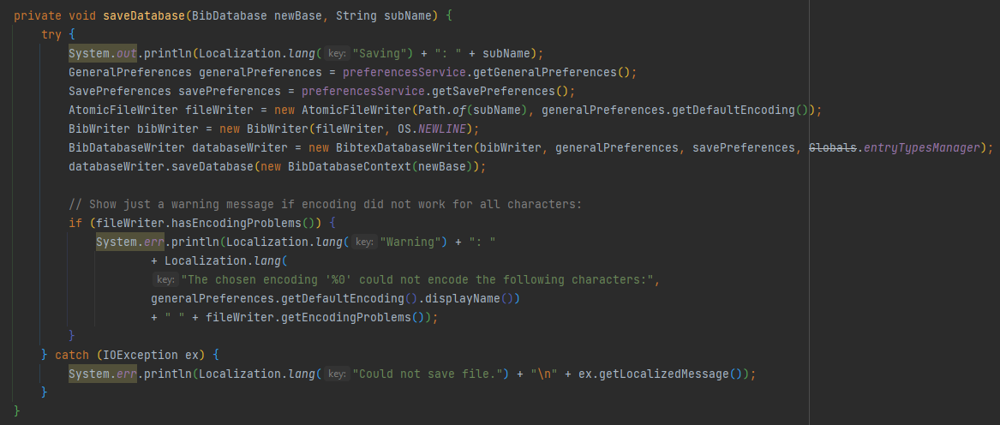 private void saveDatabase(BibDatabase newBase, String subName) {
try {
System.out.println(Localization.lang( key: "Saving") + ": " + subName);
GeneralPreferences generalPreferences = preferencesService.getGeneralPreferences();
SavePreferences savePreferences = preferencesService.getSavePreferences();
AtomicFileWriter fileWriter = new AtomicFileWriter(Path.of(subName), generalPreferences.getDefaultEncoding());
BibWriter bibWriter = new BibWriter(fileWriter, OS.NEWLINE);
BibDatabaseWriter databaseWriter = new BibtexDatabaseWriter(bibWriter, generalPreferences, savePreferences, Globals.entryTypesManager);
databaseWriter.saveDatabase(new BibDatabaseContext(newBase));
// Show just a warning message if encoding did not work for all characters:
if (fileWriter.hasEncodingProblems()) {
System.err.println(Localization.lang( key: "Warning") + ": "
+ Localization.lang(
key: "The chosen encoding '%0' could not encode the following characters:",
generalPreferences.getDefaultEncoding().displayName())
+ " " + fileWriter.getEncodingProblems());
}
} catch (IOException ex) {
System.err.println(Localization.lang( key: "Could not save file.") + "\n" + ex.getLocalizedMessage());
}
}